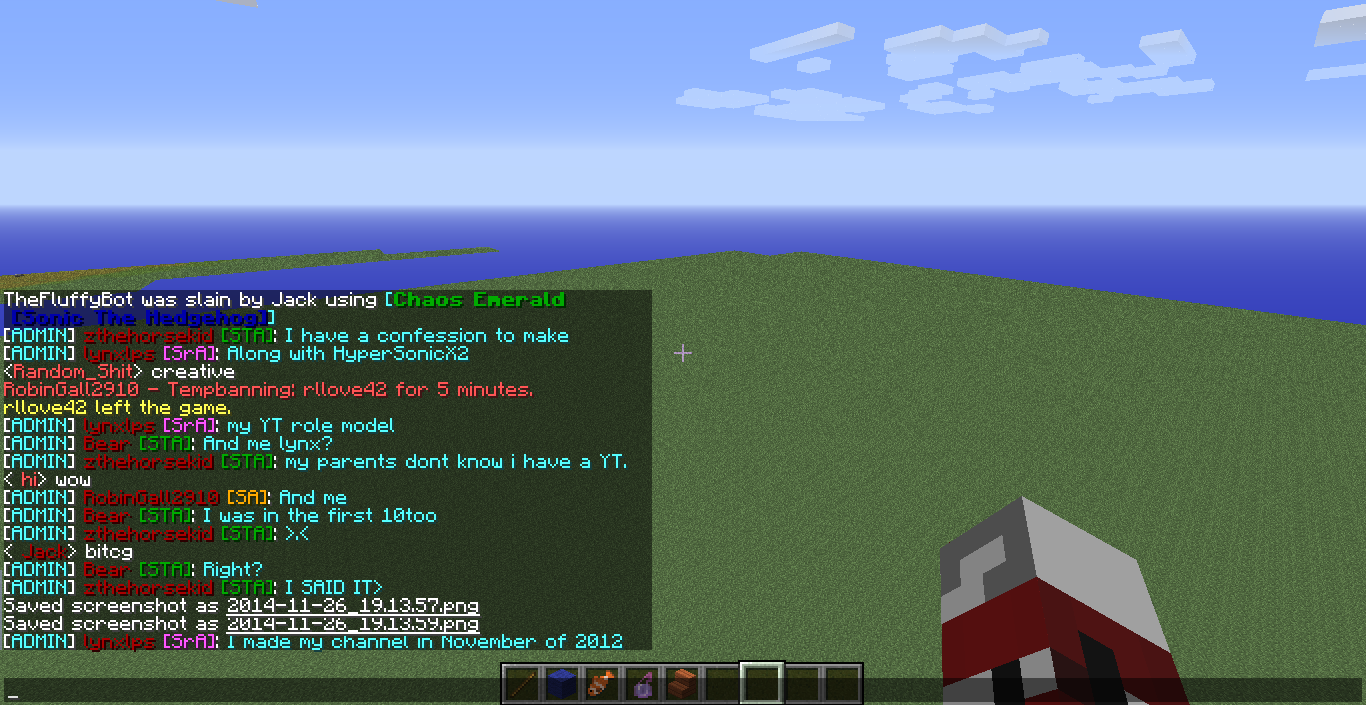 TheFluffyBot was slain by Jack using [Chaos Emerald
[Sonic The Hedgehog]]
[ADMIN] zthehorsekid [STA]: I have a confession to make
[ADMIN] lynxlps [SrA]: Along with HyperSonicX2
<Random_Shit> creative
RobinGall2910 - Tempbanning: rllove42 for 5 minutes.
rllove42 left the game.
[ADMIN] lynxlps [SrA]: my YT role model
[ADMIN] Bear [STA]: And me lynx?
[ADMIN] zthehorsekid [STA]: my parents dont know i have a YT.
< hi> wow
[ADMIN] RobinGall2910 [SA]: And me
[ADMIN] Bear [STA]: I was in the first 10too
[ADMIN] zthehorsekid [STA]: >.<
< Jack> bitcg
[ADMIN] Bear [STA]: Right?
[ADMIN] zthehorsekid [STA]: I SAID IT>
Saved screenshot as 2014-11-26_19.13.57.png
Saved screenshot as 2014-11-26_19.13.59.png
[ADMIN] lynxlps [SrA]: I made my channel in November of 2012
_